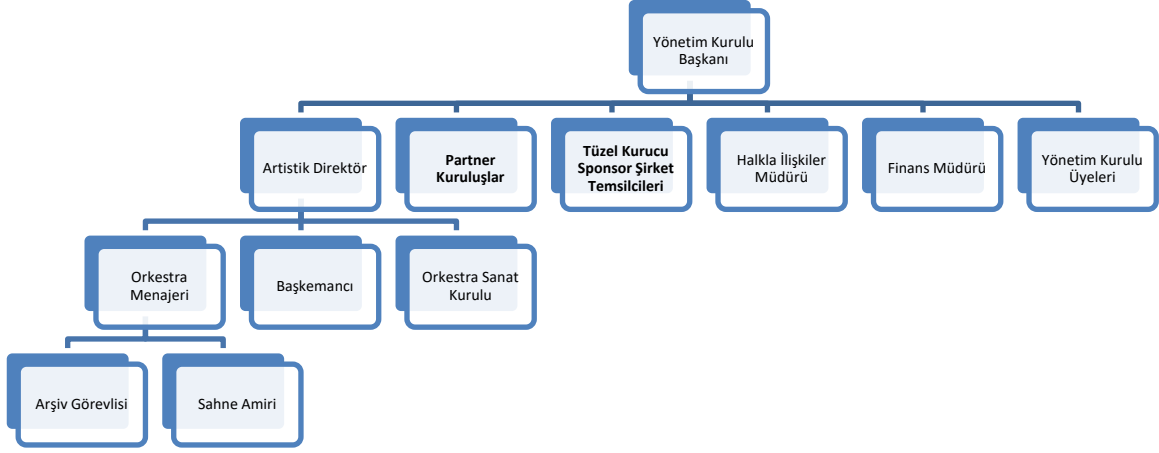 Yönetim Kurulu
Başkanı
Artistik Direktör
Partner
Kuruluşlar
Tüzel Kurucu
Sponsor Şirket
Temsilcileri
Halkla İlişkiler
Müdürü
Finans Müdürü
Yönetim Kurulu
Üyeleri
Orkestra
Menajeri
Başkemancı
Orkestra Sanat
Kurulu
Arşiv Görevlisi
Sahne Amiri